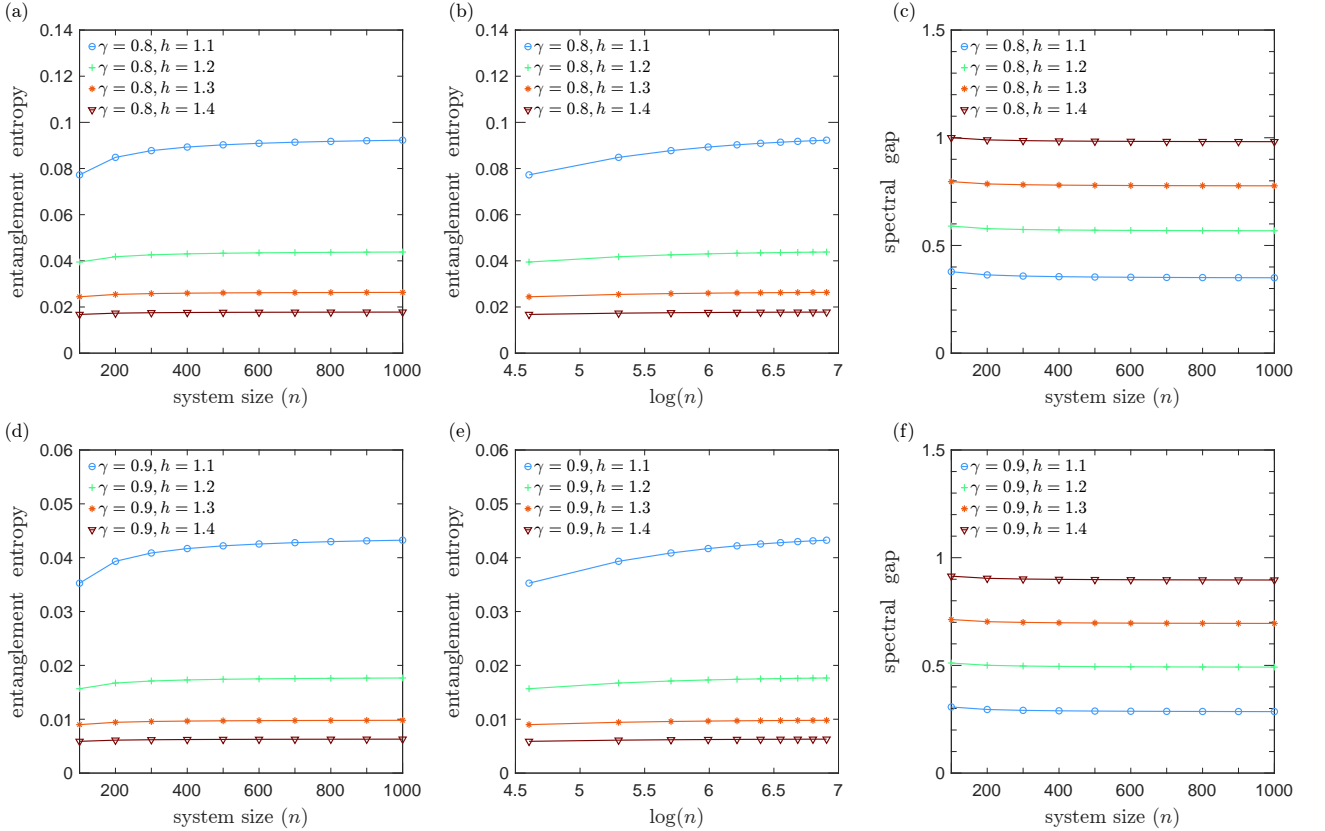 (a)
entanglement entropy
0.14
0.12
0.1
0.08
0.06
0.04
0.02
0
γ = 0.8, h = 1.1
γ = 0.8, h = 1.2
γ = 0.8, h = 1.3
γ = 0.8, h = 1.4
200 400 600 800 1000
system size (n)
(b)
entanglement entropy
0.14
0.12
0.1
0.08
0.06
0.04
0.02
0
γ = 0.8, h = 1.1
γ = 0.8, h = 1.2
γ = 0.8, h = 1.3
γ = 0.8, h = 1.4
4.5 5 5.5 6 6.5 7
log(n)
(c)
spectral gap
1.5
1
0.5
0
γ = 0.8, h = 1.1
γ = 0.8, h = 1.2
γ = 0.8, h = 1.3
γ = 0.8, h = 1.4
200 400 600 800 1000
system size (n)
(d)
entanglement entropy
0.06
0.05
0.04
0.03
0.02
0.01
0
γ = 0.9, h = 1.1
γ = 0.9, h = 1.2
γ = 0.9, h = 1.3
γ = 0.9, h = 1.4
200 400 600 800 1000
system size (n)
(e)
entanglement entropy
0.06
0.05
0.04
0.03
0.02
0.01
0
γ = 0.9, h = 1.1
γ = 0.9, h = 1.2
γ = 0.9, h = 1.3
γ = 0.9, h = 1.4
4.5 5 5.5 6 6.5 7
log(n)
(f)
spectral gap
1.5
1
0.5
0
γ = 0.9, h = 1.1
γ = 0.9, h = 1.2
γ = 0.9, h = 1.3
γ = 0.9, h = 1.4
200 400 600 800 1000
system size (n)